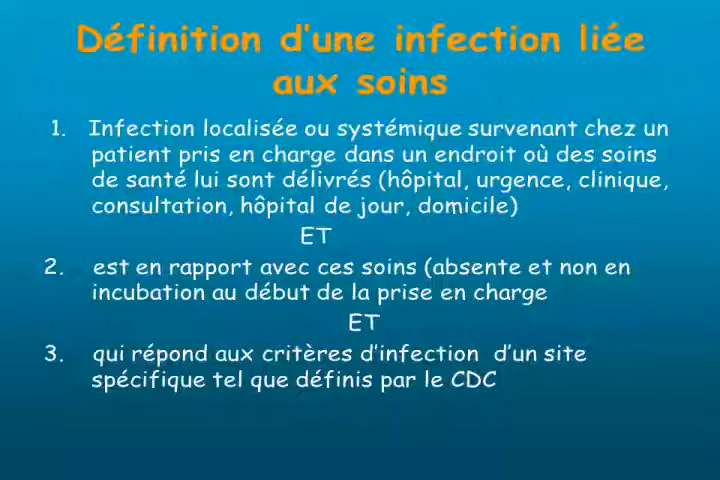 Définition d'une infection liée
aux soins
1. Infection localisée ou systémique survenant chez un
patient pris en charge dans un endroit où des soins
de santé lui sont délivrés (hôpital, urgence, clinique,
consultation, hôpital de jour, domicile)
ET
2. est en rapport avec ces soins (absente et non en
incubation au début de la prise en charge
ET
3. qui répond aux critères d'infection d'un site
spécifique tel que définis par le CDC